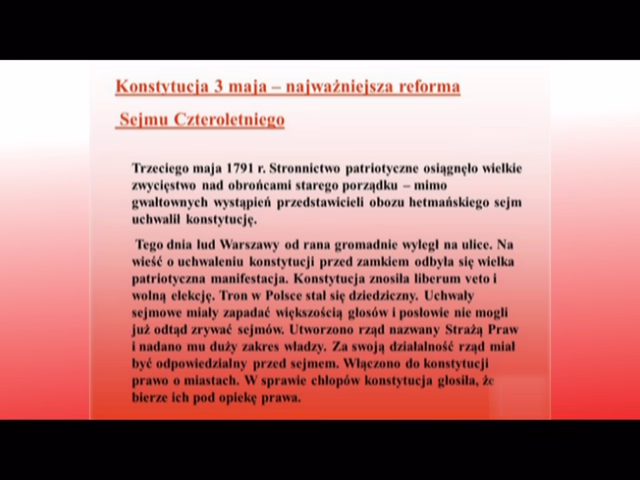 Konstytucja 3 maja – najważniejsza reforma
Sejmu Czteroletniego
Trzeciego maja 1791 r. Stronnictwo patriotyczne osiągnęło wielkie
zwycięstwo nad obrońcami starego porządku – mimo
gwałtownych wystąpień przedstawicieli obozu hetmańskiego sejm
uchwalił konstytucję.
Tego dnia lud Warszawy od rana gromadnie wyległ na ulice. Na
wieść o uchwaleniu konstytucji przed zamkiem odbyła się wielka
patriotyczna manifestacja. Konstytucja znosiła liberum veto i
wolną elekcję. Tron w Polsce stał się dziedziczny. Uchwały
sejmowe miały zapadać większością głosów i posłowie nie mogli
już odtąd zrywać sejmów. Utworzono rząd nazwany Strażą Praw
i nadano mu duży zakres władzy. Za swoją działalność rząd miał
być odpowiedzialny przed sejmem. Włączono do konstytucji
prawo o miastach. W sprawie chłopów konstytucja głosiła, że
bierze ich pod opiekę prawa.